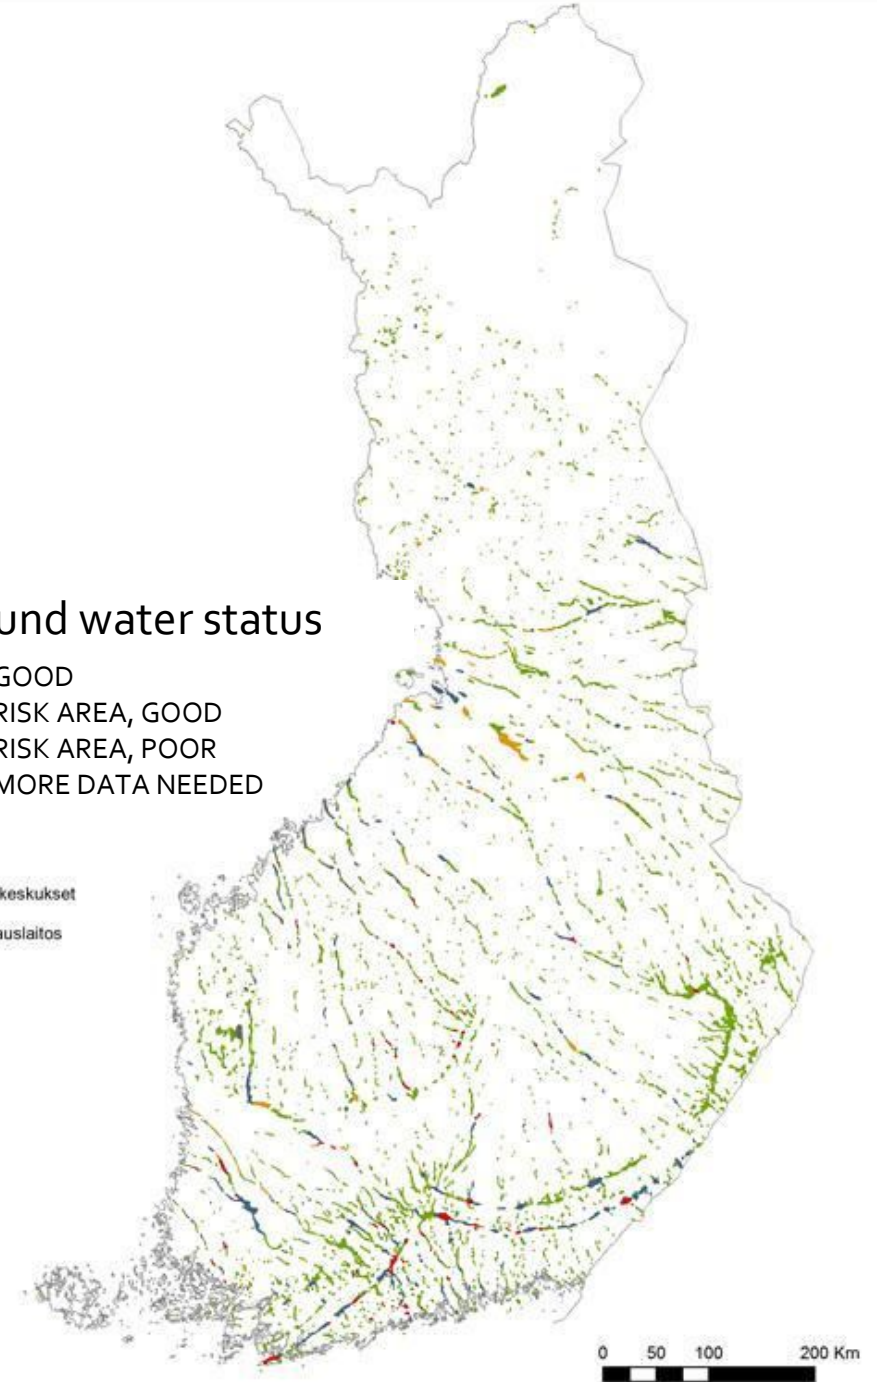 und water status
GOOD
RISK AREA, GOOD
RISK AREA, POOR
MORE DATA NEEDED
keskukset
auslaitos
0 50 100 200 Km